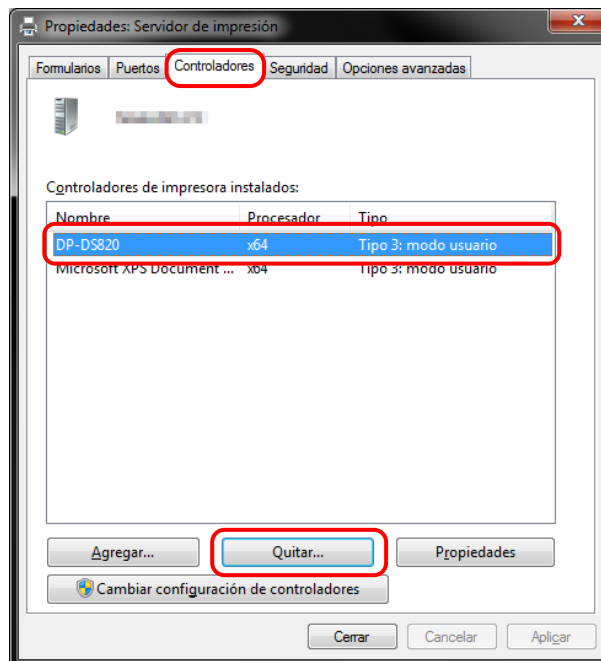 Propiedades: Servidor de impresión
Formularios Puertos Controladores Seguridad Opciones avanzadas
Controladores de impresora instalados:
Nombre Procesador Tipo
DP-DS820 x64 Tipo 3: modo usuario
Microsoft XPS Document ... x64 Tipo 3: modo usuario
Agregar... Quitar... Propiedades
Cambiar configuración de controladores
Cerrar Cancelar Aplicar